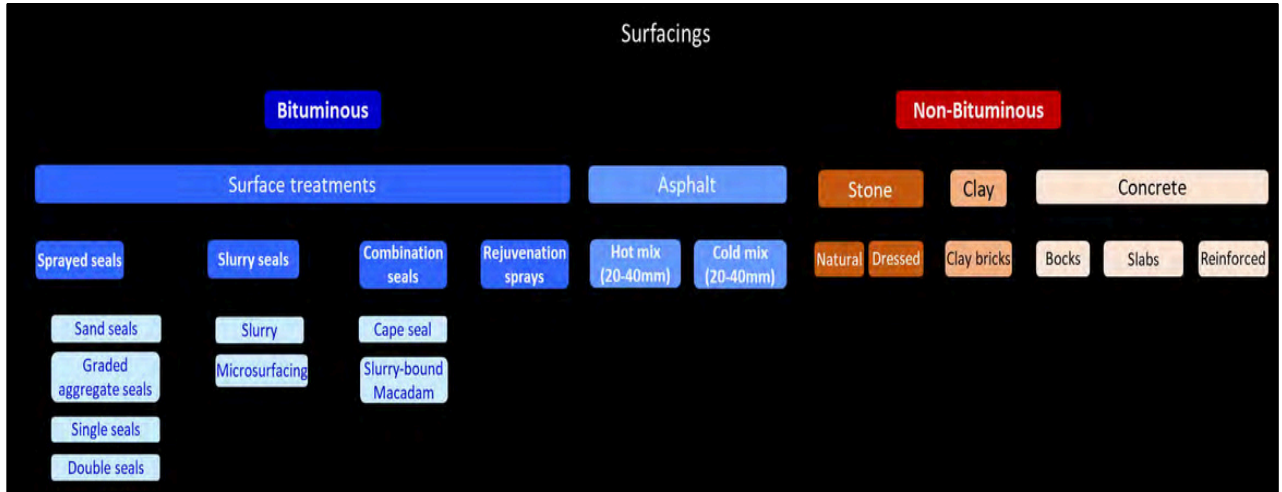 Surfacings
Bituminous
Non-Bituminous
Surface treatments
Asphalt
Stone
Clay
Concrete
Sprayed seals
Slurry seals
Combination
seals
Rejuvenation
sprays
Hot mix
(20-40mm)
Cold mix
(20-40mm)
Natural
Dressed
Clay bricks
Bocks
Slabs
Reinforced
Sand seals
Graded
aggregate seals
Single seals
Double seals
Slurry
Microsurfacing
Cape seal
Slurry-bound
Macadam